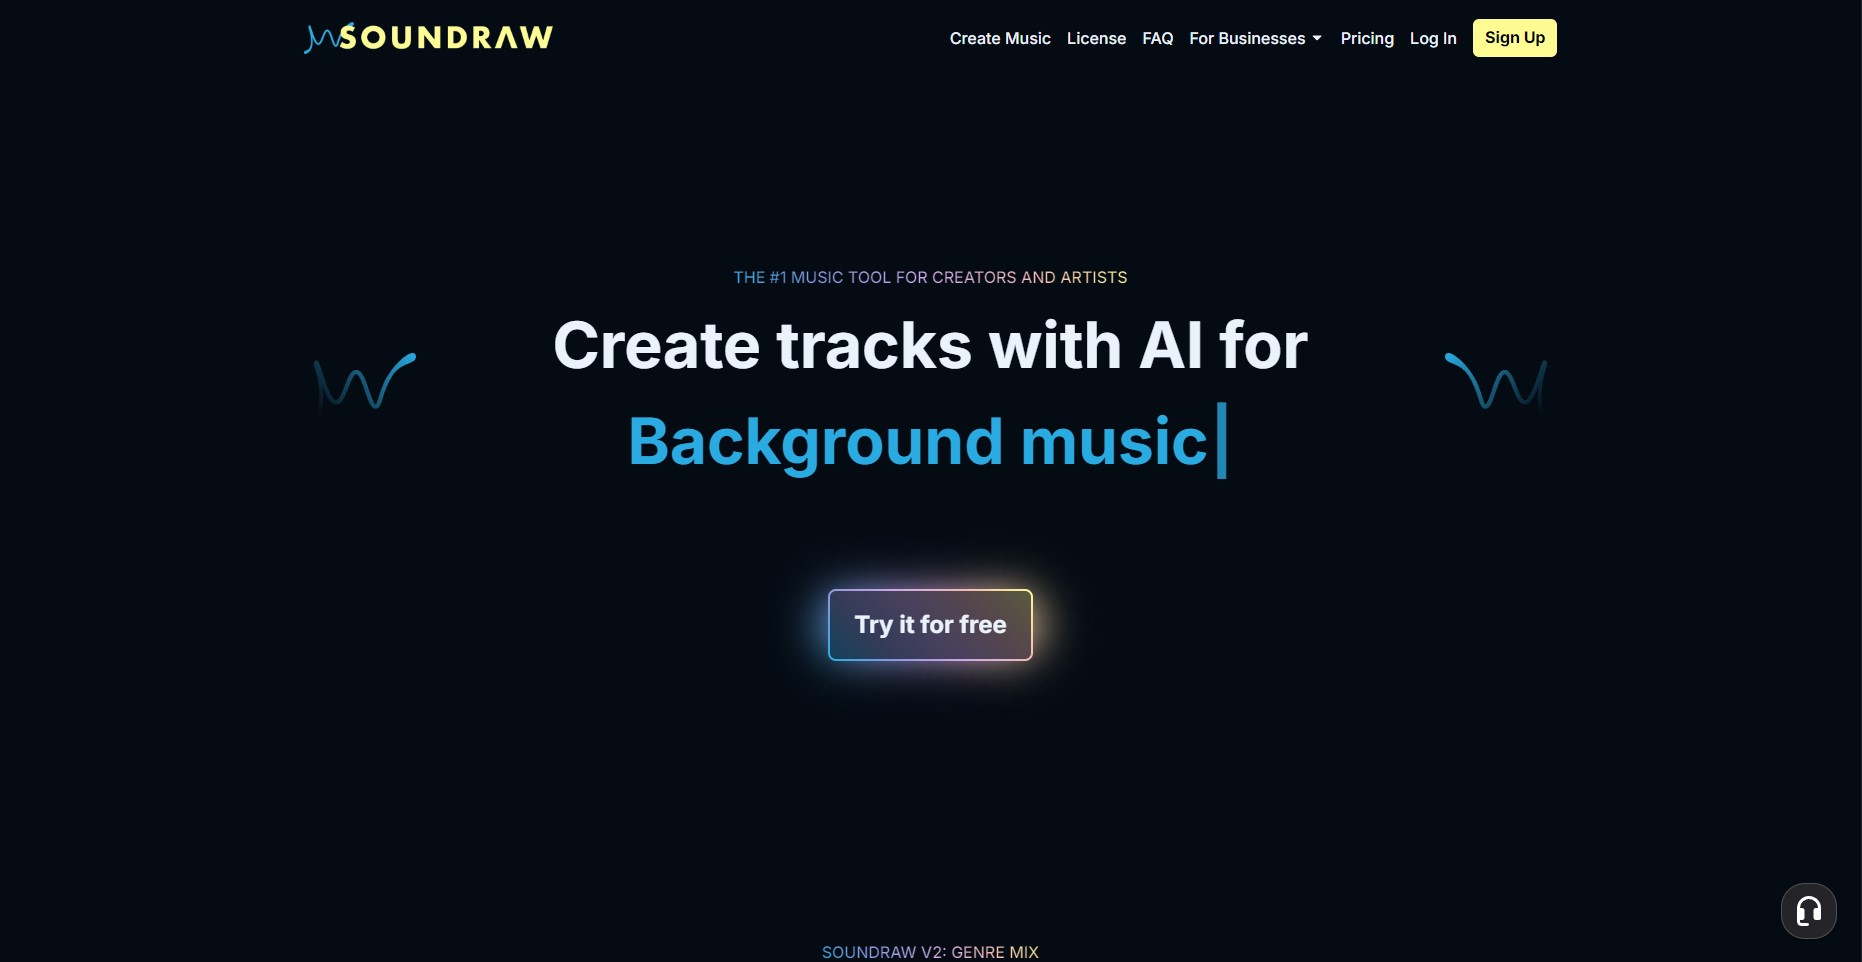 SOUNDRAW
Create Music License FAQ For Businesses Pricing Log In Sign Up
THE #1 MUSIC TOOL FOR CREATORS AND ARTISTS
Create tracks with AI for
Background music
Try it for free
SOUNDRAW V2: GENRE MIX